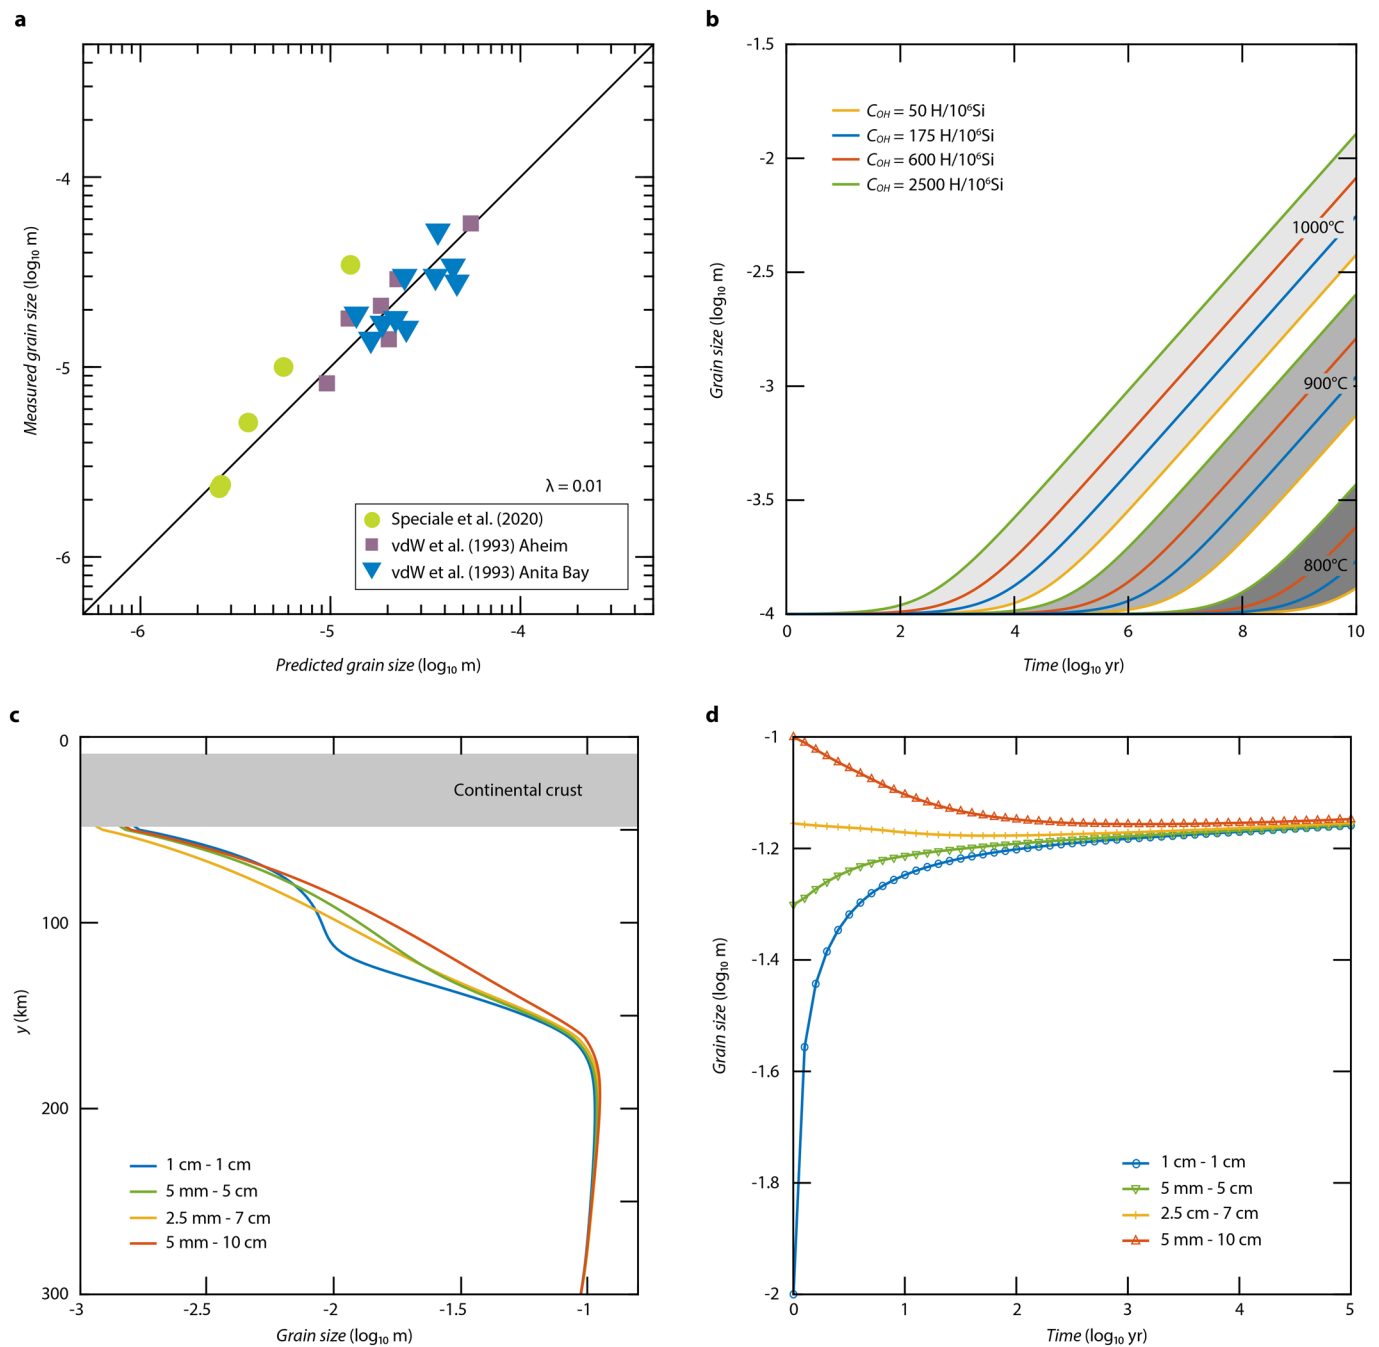 a
-4
-5
-6
-6
-5
-4
Measured grain size (log₁₀ m)
Predicted grain size (log₁₀ m)
λ = 0.01
Speciale et al. (2020)
vdW et al. (1993) Aheim
vdW et al. (1993) Anita Bay
b
-1.5
-2
-2.5
-3
-3.5
-4
0
2
4
6
8
10
Grain size (log₁₀ m)
Time (log₁₀ yr)
C_OH = 50 H/10⁶Si
C_OH = 175 H/10⁶Si
C_OH = 600 H/10⁶Si
C_OH = 2500 H/10⁶Si
1000°C
900°C
800°C
c
0
100
200
300
-3
-2.5
-2
-1.5
-1
y (km)
Grain size (log₁₀ m)
Continental crust
1 cm - 1 cm
5 mm - 5 cm
2.5 mm - 7 cm
5 mm - 10 cm
d
-1
-1.2
-1.4
-1.6
-1.8
-2
0
1
2
3
4
5
Grain size (log₁₀ m)
Time (log₁₀ yr)
1 cm - 1 cm
5 mm - 5 cm
2.5 cm - 7 cm
5 mm - 10 cm